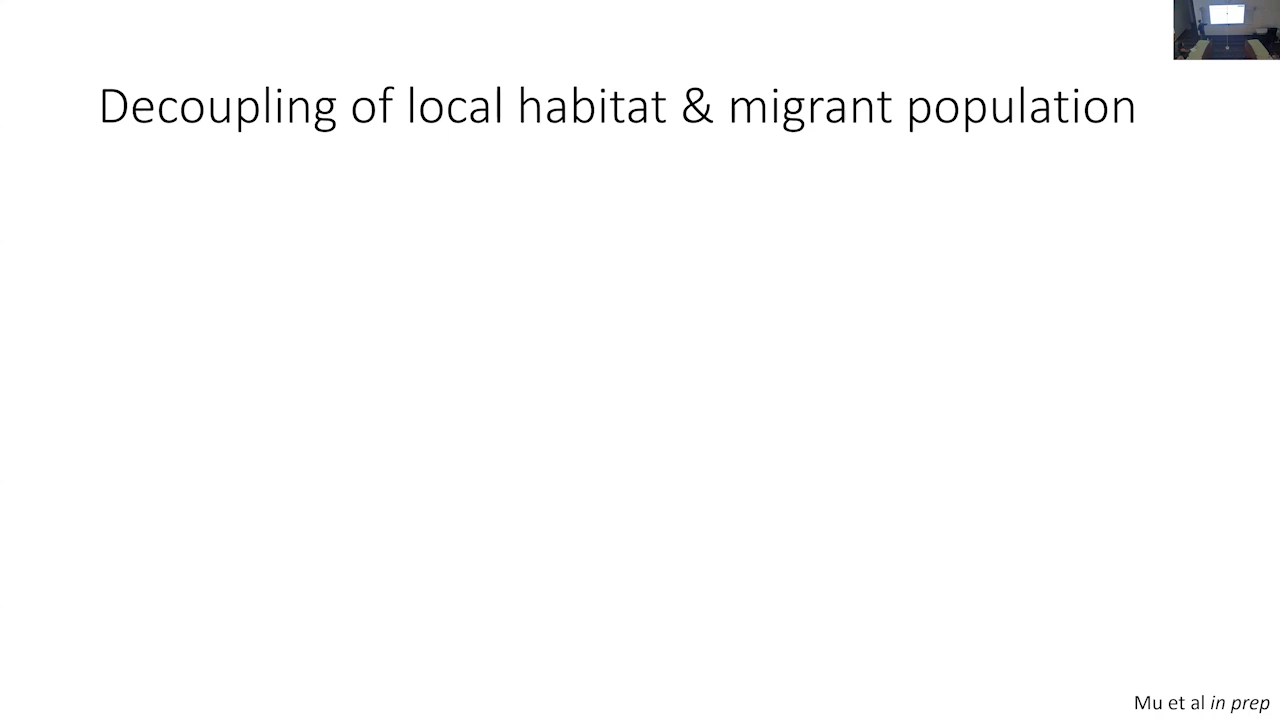 Decoupling of local habitat & migrant population
Mu et al in prep